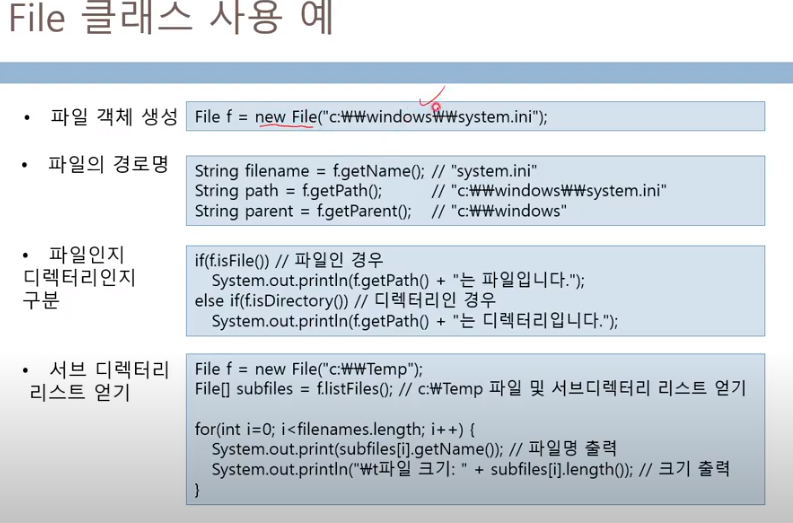 File 클래스 사용 예
• 파일 객체 생성
File f = new File("c:₩₩windows₩₩system.ini");
• 파일의 경로명
String filename = f.getName(); // "system.ini"
String path = f.getPath(); // "c:₩₩windows₩₩system.ini"
String parent = f.getParent(); // "c:₩₩windows"
• 파일인지
디렉터리인지
구분
if(f.isFile()) // 파일인 경우
System.out.println(f.getPath() + "는 파일입니다.");
else if(f.isDirectory()) // 디렉터리인 경우
System.out.println(f.getPath() + "는 디렉터리입니다.");
• 서브 디렉터리
리스트 얻기
File f = new File("c:₩₩Temp");
File[] subfiles = f.listFiles(); // c:₩Temp 파일 및 서브디렉터리 리스트 얻기
for(int i=0; i<filenames.length; i++) {
System.out.print(subfiles[i].getName()); // 파일명 출력
System.out.println("₩t파일 크기: " + subfiles[i].length()); // 크기 출력
}